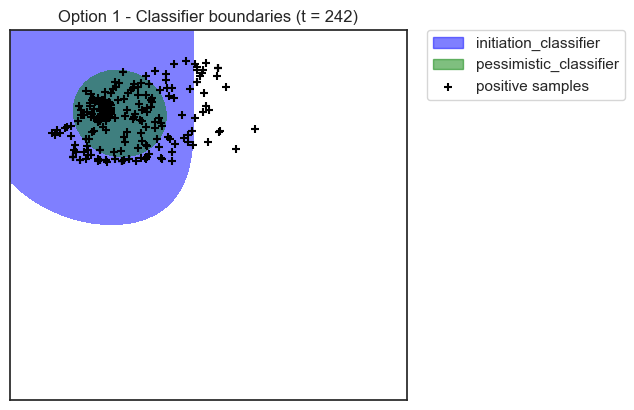 Option 1 - Classifier boundaries (t = 242)
initiation_classifier
pessimistic_classifier
positive samples